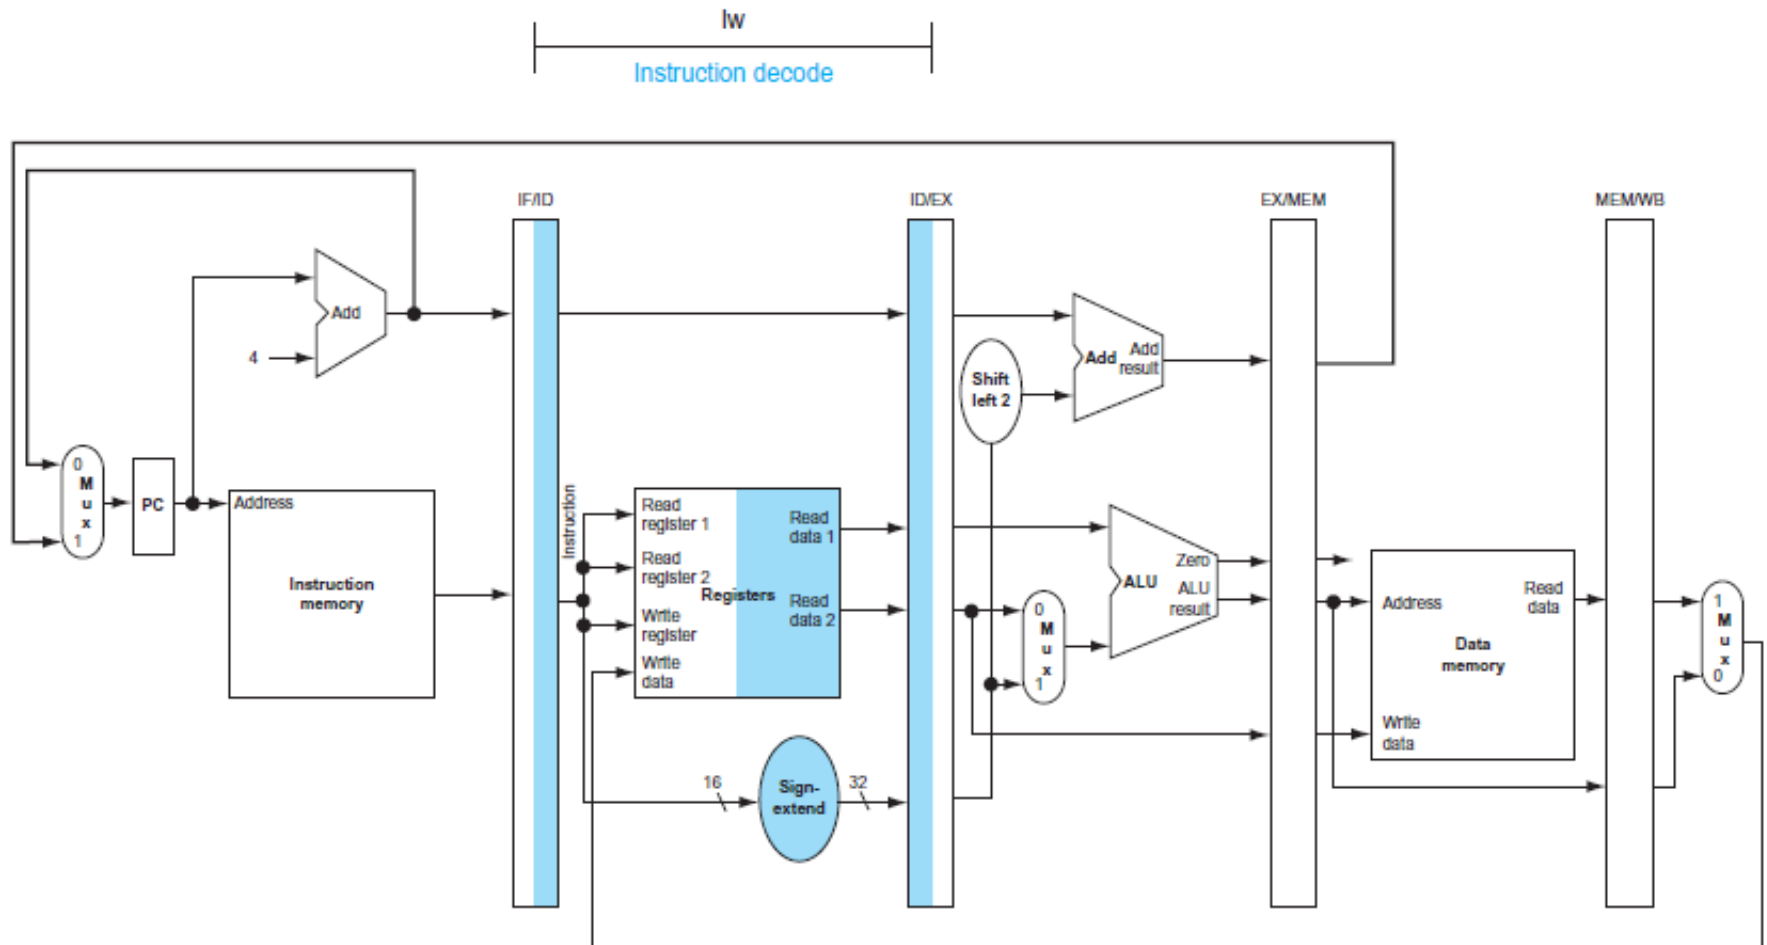 lw
Instruction decode
IF/ID
ID/EX
EX/MEM
MEM/WB
Add
4
Add
Add
result
Shift
left 2
0
M
u
x
1
PC
Address
Instruction
memory
Instruction
Read
register 1
Read
register 2
Registers
Write
register
Write
data
Read
data 1
Read
data 2
16
Sign-
extend
32
0
M
u
x
1
Zero
ALU
ALU
result
Address
Read
data
Data
memory
Write
data
1
M
u
x
0